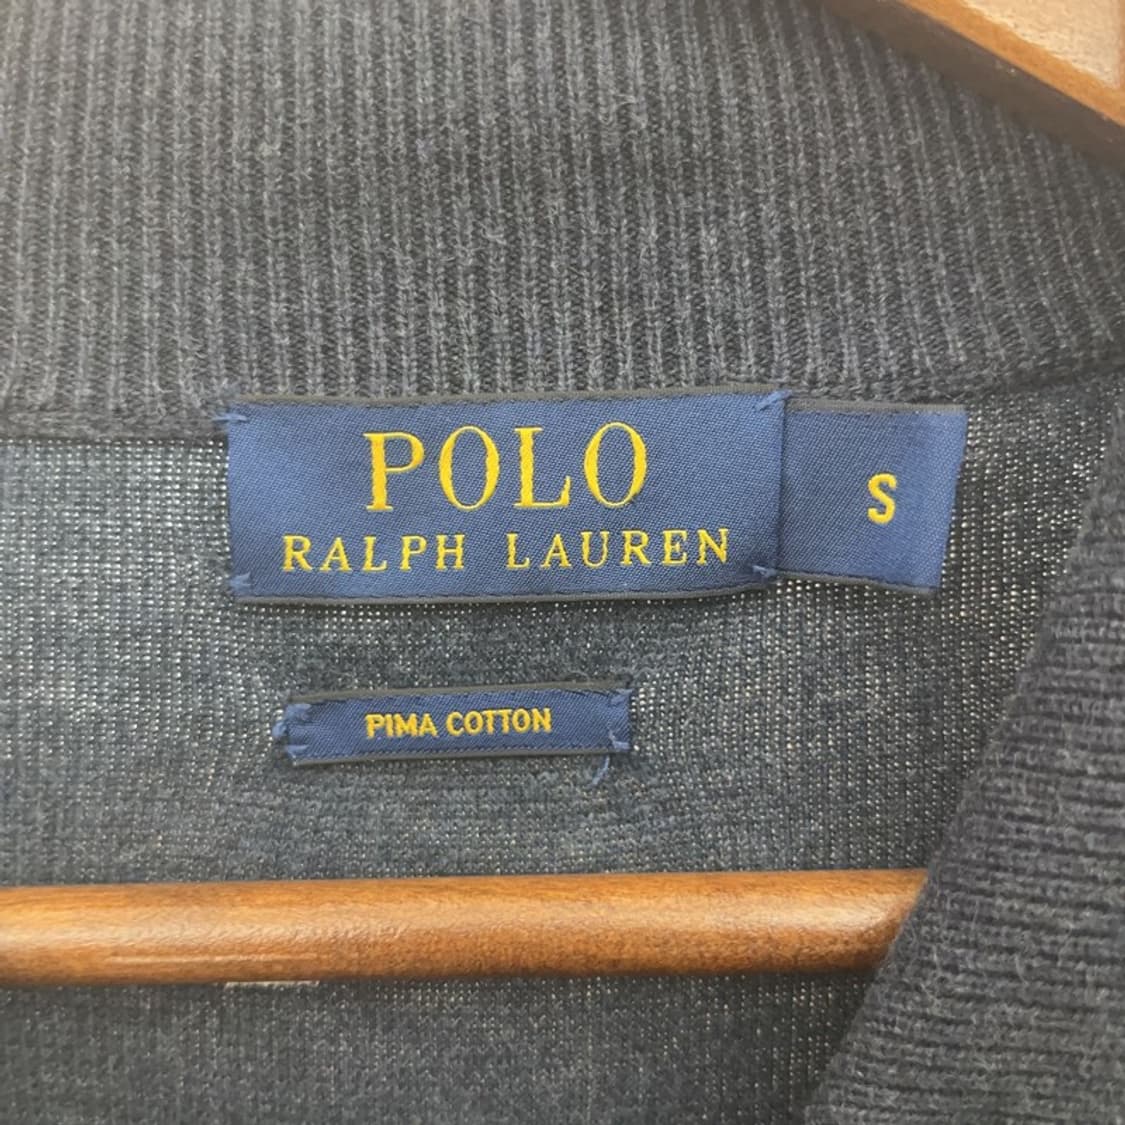 POLO
RALPH LAUREN
S
PIMA COTTON